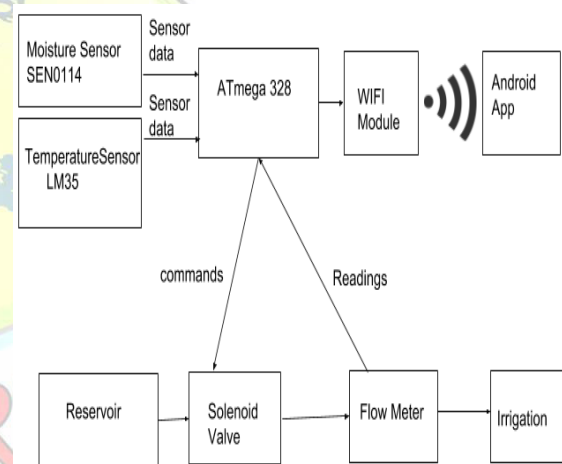 Moisture Sensor
SEN0114
Sensor
data
ATmega 328
WIFI
Module
Android
App
Sensor
data
TemperatureSensor
LM35
commands
Readings
Reservoir
Solenoid
Valve
Flow Meter
Irrigation